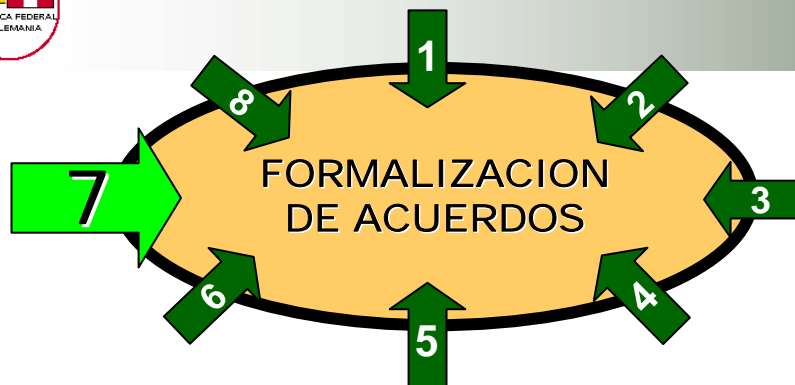 CA FEDERAL
LEMANIA
1
8
2
FORMALIZACION
7
3
DE ACUERDOS
6
4
5